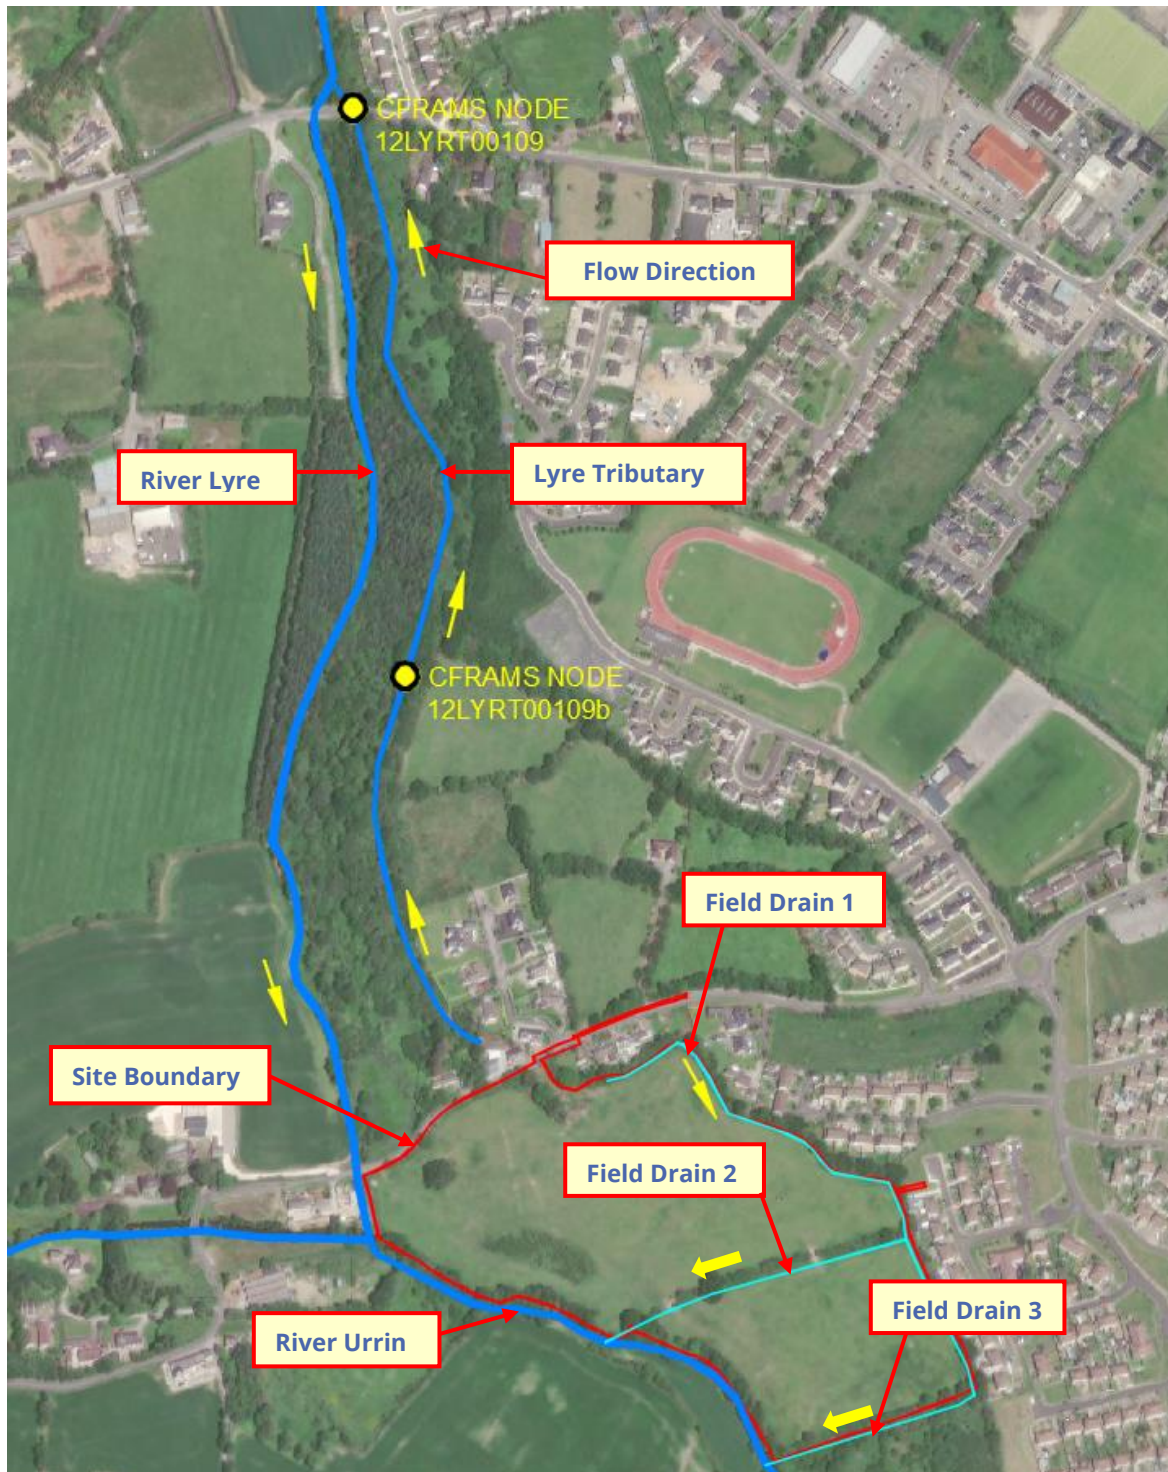 CFRAMS NODE
12LYRT00109
Flow Direction
River Lyre
Lyre Tributary
CFRAMS NODE
12LYRT00109b
Field Drain 1
Site Boundary
Field Drain 2
Field Drain 3
River Urrin